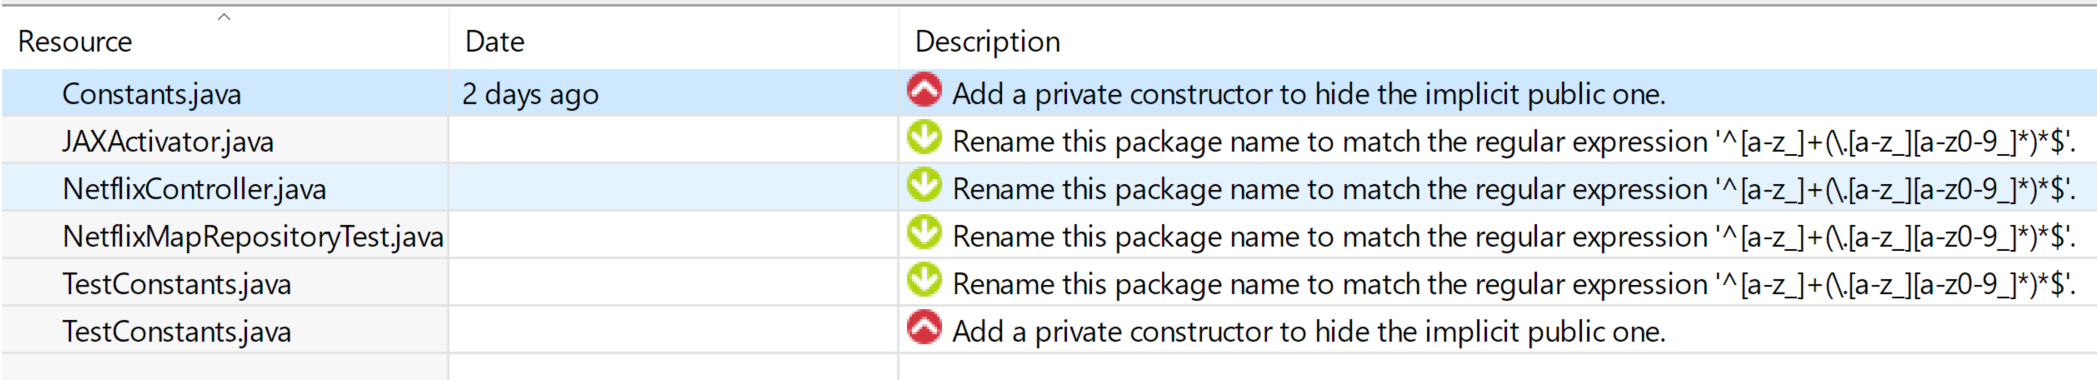 Resource Date Description
Constants.java 2 days ago Add a private constructor to hide the implicit public one.
JAXActivator.java Rename this package name to match the regular expression '^[a-z_]+(\.[a-z_][a-z0-9_]*)*$'.
NetflixController.java Rename this package name to match the regular expression '^[a-z_]+(\.[a-z_][a-z0-9_]*)*$'.
NetflixMapRepositoryTest.java Rename this package name to match the regular expression '^[a-z_]+(\.[a-z_][a-z0-9_]*)*$'.
TestConstants.java Rename this package name to match the regular expression '^[a-z_]+(\.[a-z_][a-z0-9_]*)*$'.
TestConstants.java Add a private constructor to hide the implicit public one.